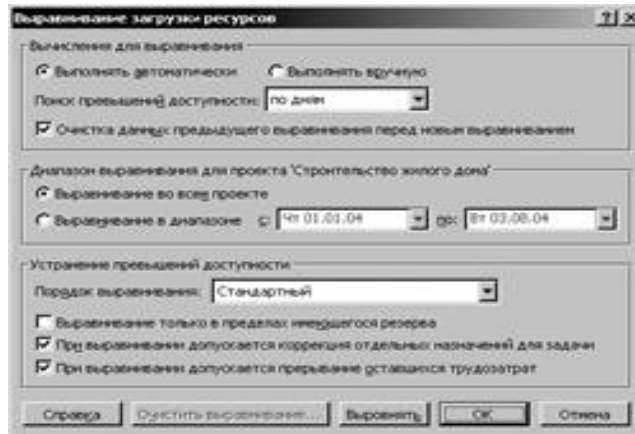 Выравнивание загрузки ресурсов
Вычисления для выравнивания
Выполнять автоматически Выполнять вручную
Поиск превышений доступности: по дням
Очистка данных предыдущего выравнивания перед новым выравниванием
Диапазон выравнивания для проекта 'Строительство жилого дома'
Выравнивание во всем проекте
Выравнивание в диапазоне с: Чт 01.01.04 по: Вт 03.08.04
Устранение превышений доступности
Порядок выравнивания: Стандартный
Выравнивание только в пределах имеющегося резерва
При выравнивании допускается коррекция отдельных назначений для задачи
При выравнивании допускается прерывание оставшихся трудозатрат
Справка Очистить выравнивание... Выровнять ОК Отмена